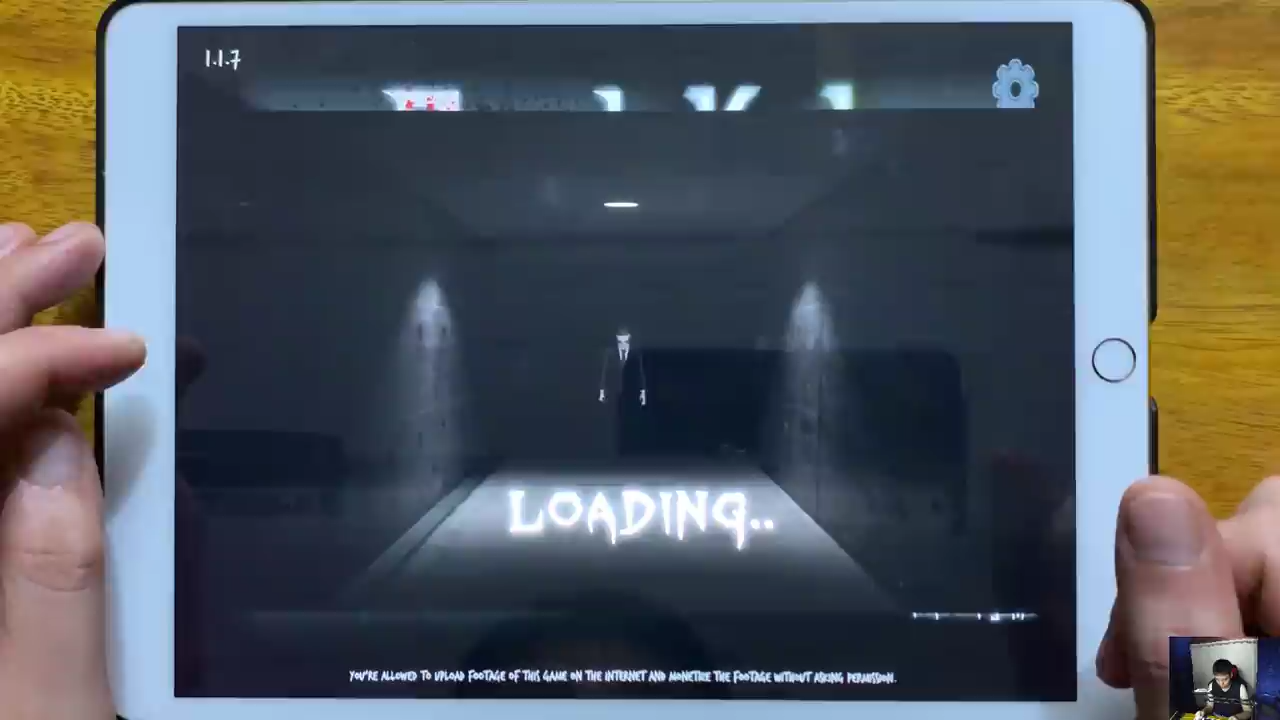 1.1.7
LOADING..
YOU'RE ALLOWED TO UPLOAD FOOTAGE OF THIS GAME ON THE INTERNET AND MONETIZE THE FOOTAGE WITHOUT ASKING PERMISSION.